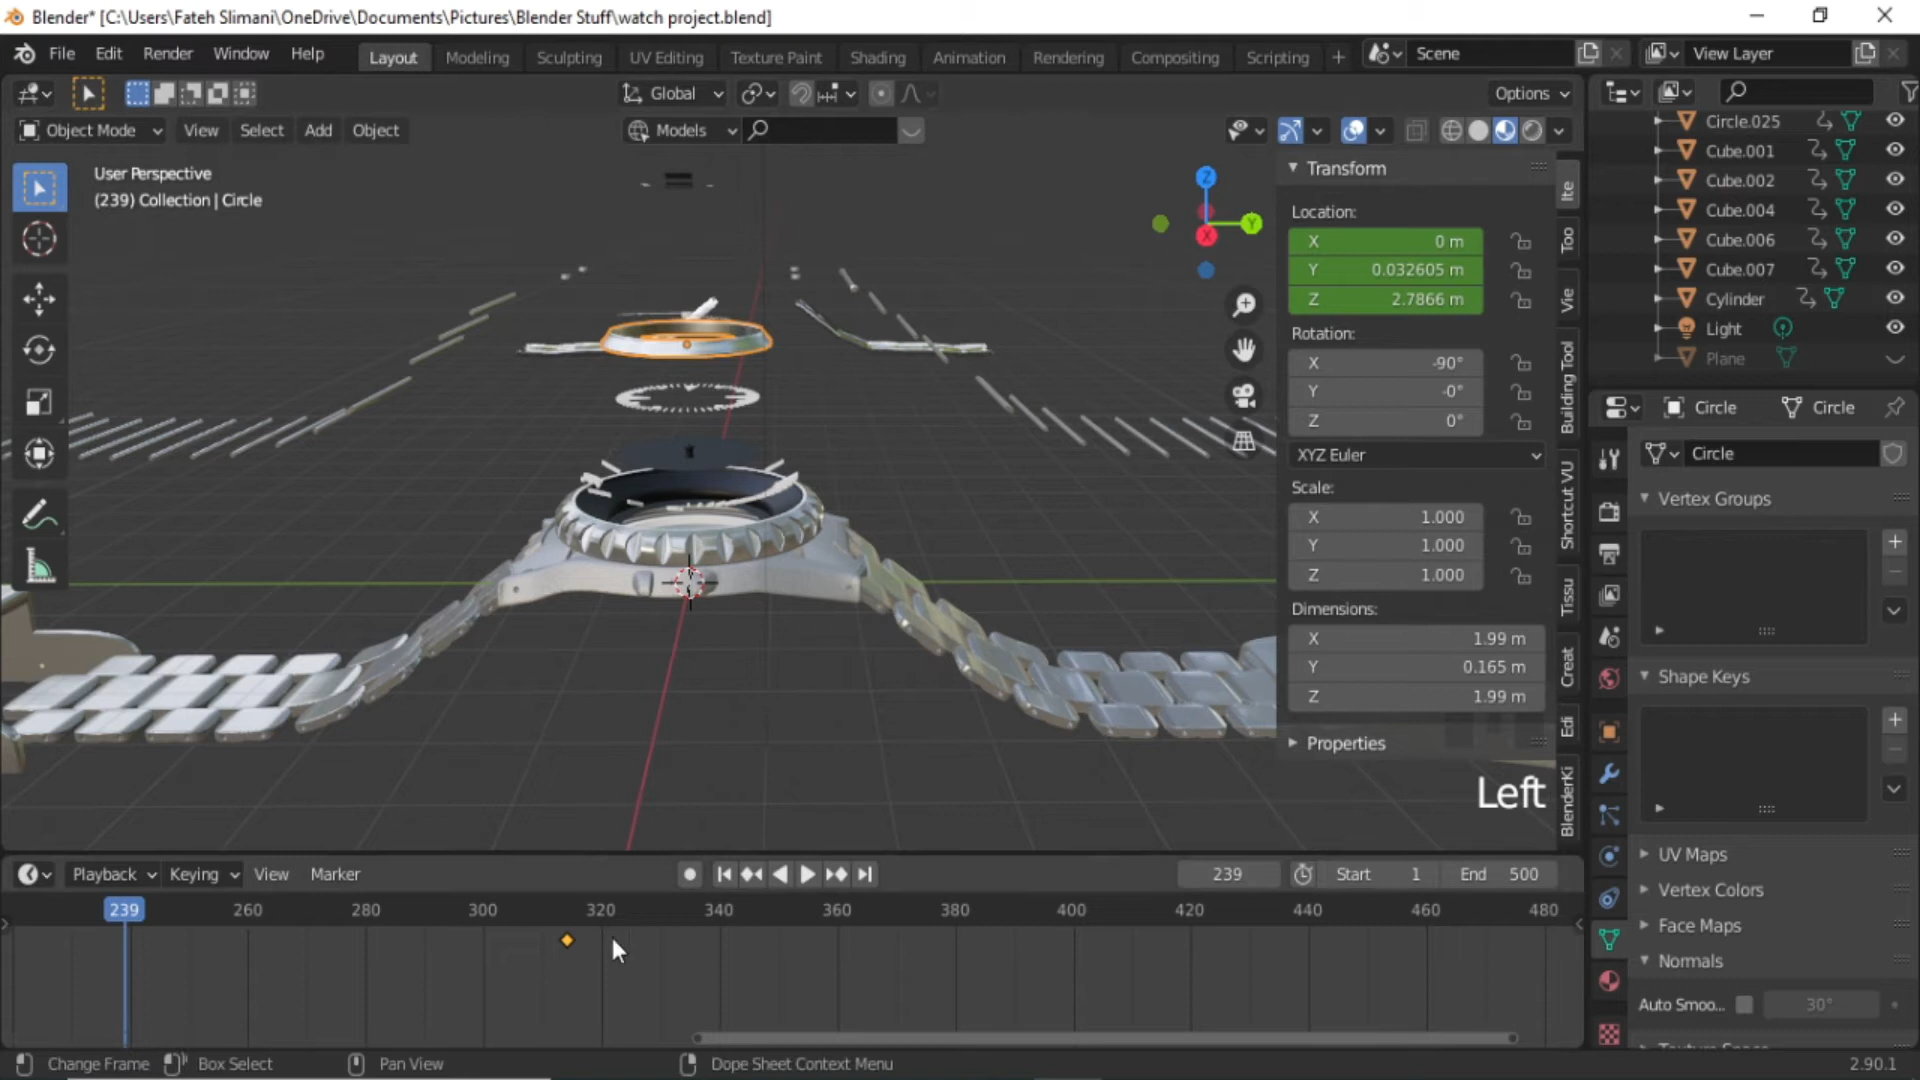 Blender* [C:\Users\Fateh Slimani\OneDrive\Documents\Pictures\Blender Stuff\watch project.blend]
File Edit Render Window Help Layout Modeling Sculpting UV Editing Texture Paint Shading Animation Rendering Compositing Scripting + Scene View Layer
Global Options
Object Mode View Select Add Object Models
User Perspective
(239) Collection | Circle
Z
Y
X
Transform
Location:
X 0 m
Y 0.032605 m
Z 2.7866 m
Rotation:
X -90°
Y -0°
Z 0°
XYZ Euler
Scale:
X 1.000
Y 1.000
Z 1.000
Dimensions:
X 1.99 m
Y 0.165 m
Z 1.99 m
Properties
Ite
Too
Vie
Building Tool
Shortcut VU
Tissu
Creat
Edi
BlenderKi
Left
Circle.025
Cube.001
Cube.002
Cube.004
Cube.006
Cube.007
Cylinder
Light
Plane
Circle Circle
Circle
Vertex Groups
Shape Keys
UV Maps
Vertex Colors
Face Maps
Normals
Auto Smoo... 30°
Playback Keying View Marker 239 Start 1 End 500
239 260 280 300 320 340 360 380 400 420 440 460 480
Change Frame Box Select Pan View Dope Sheet Context Menu 2.90.1